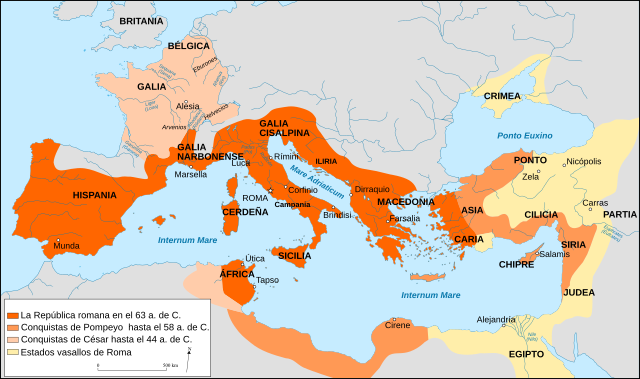 BRITANIA
BÉLGICA
Eburones
GALIA
Alesia
Helvecios
Arvenios
GALIA
CISALPINA
GALIA
NARBONENSE
Luca
Rímini
Marsella
ILIRIA
Mare Adriaticum
HISPANIA
ROMA
Corfinio
CERDEÑA
Campania
Brindisi
Dirraquio
MACEDONIA
Farsalia
Munda
Internum Mare
SICILIA
Útica
ÁFRICA
Tapso
CRIMEA
Ponto Euxino
PONTO
Nicópolis
Zela
ASIA
CILICIA
Carras
PARTIA
CARIA
SIRIA
CHIPRE
Salamis
JUDEA
Internum Mare
Cirene
Alejandría
Nilo
EGIPTO
La República romana en el 63 a. de C.
Conquistas de Pompeyo hasta el 58 a. de C.
Conquistas de César hasta el 44 a. de C.
Estados vasallos de Roma
0
500 km